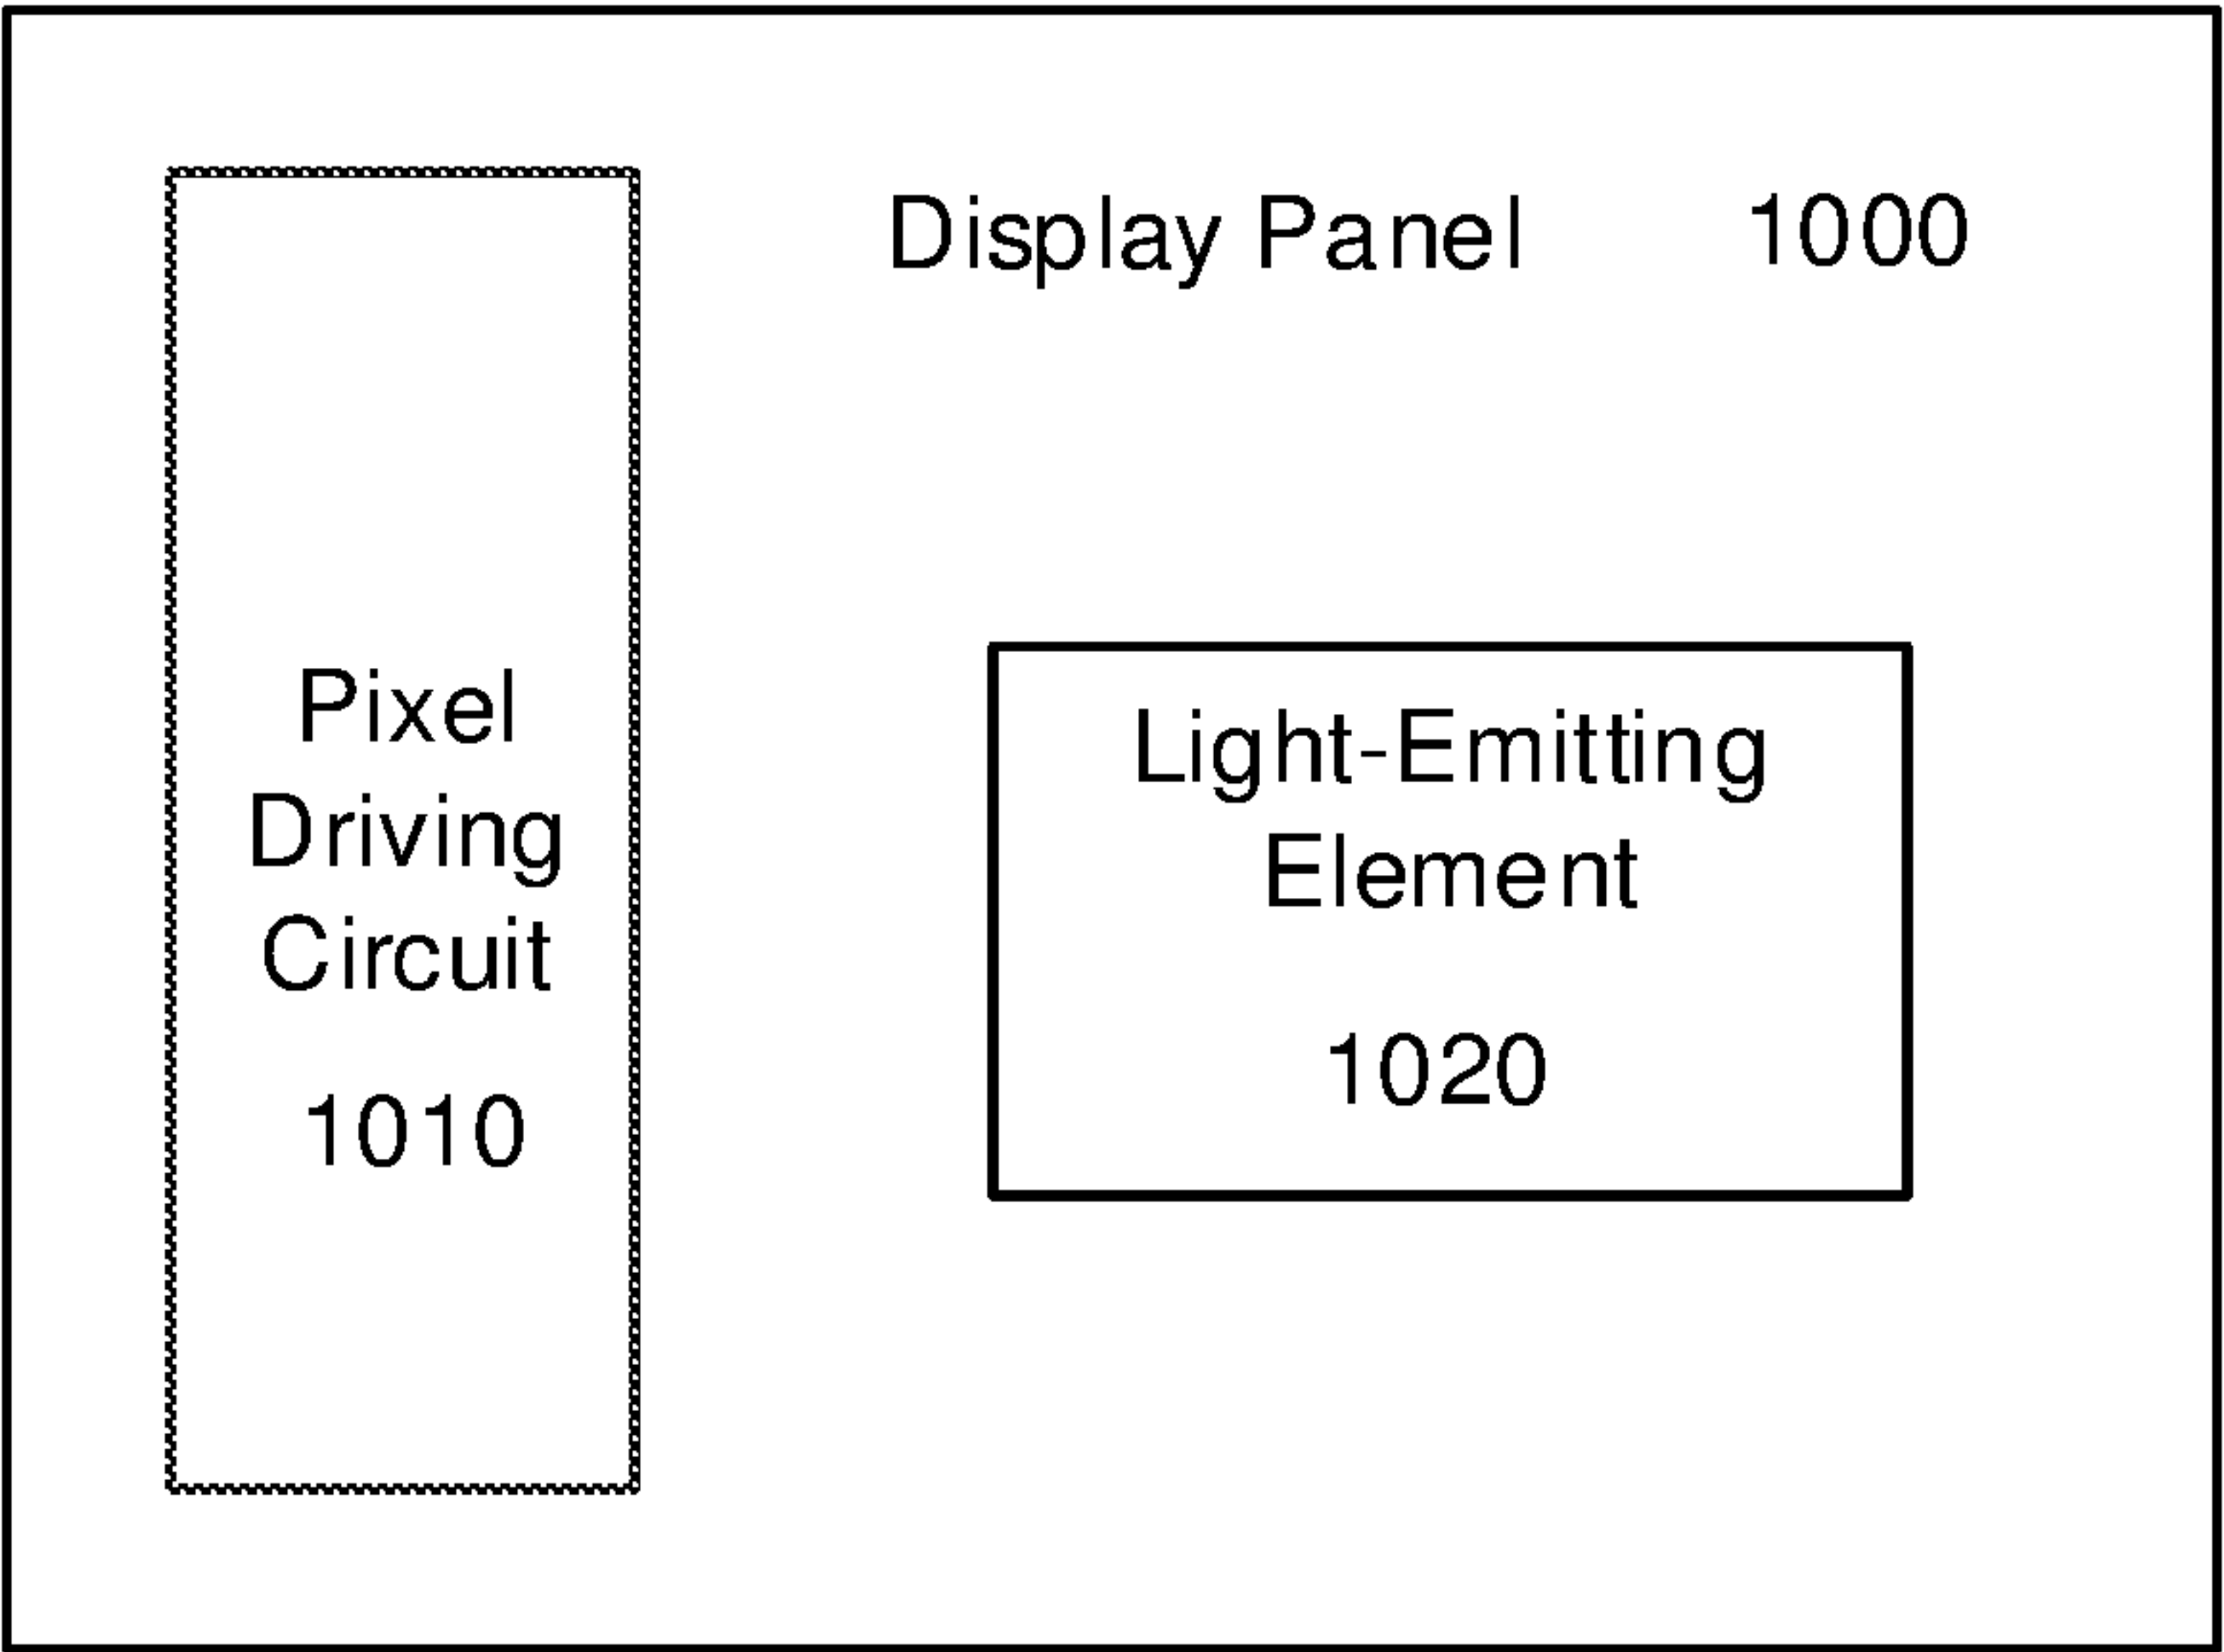 Display Panel 1000
Pixel
Driving
Circuit
1010
Light-Emitting
Element
1020